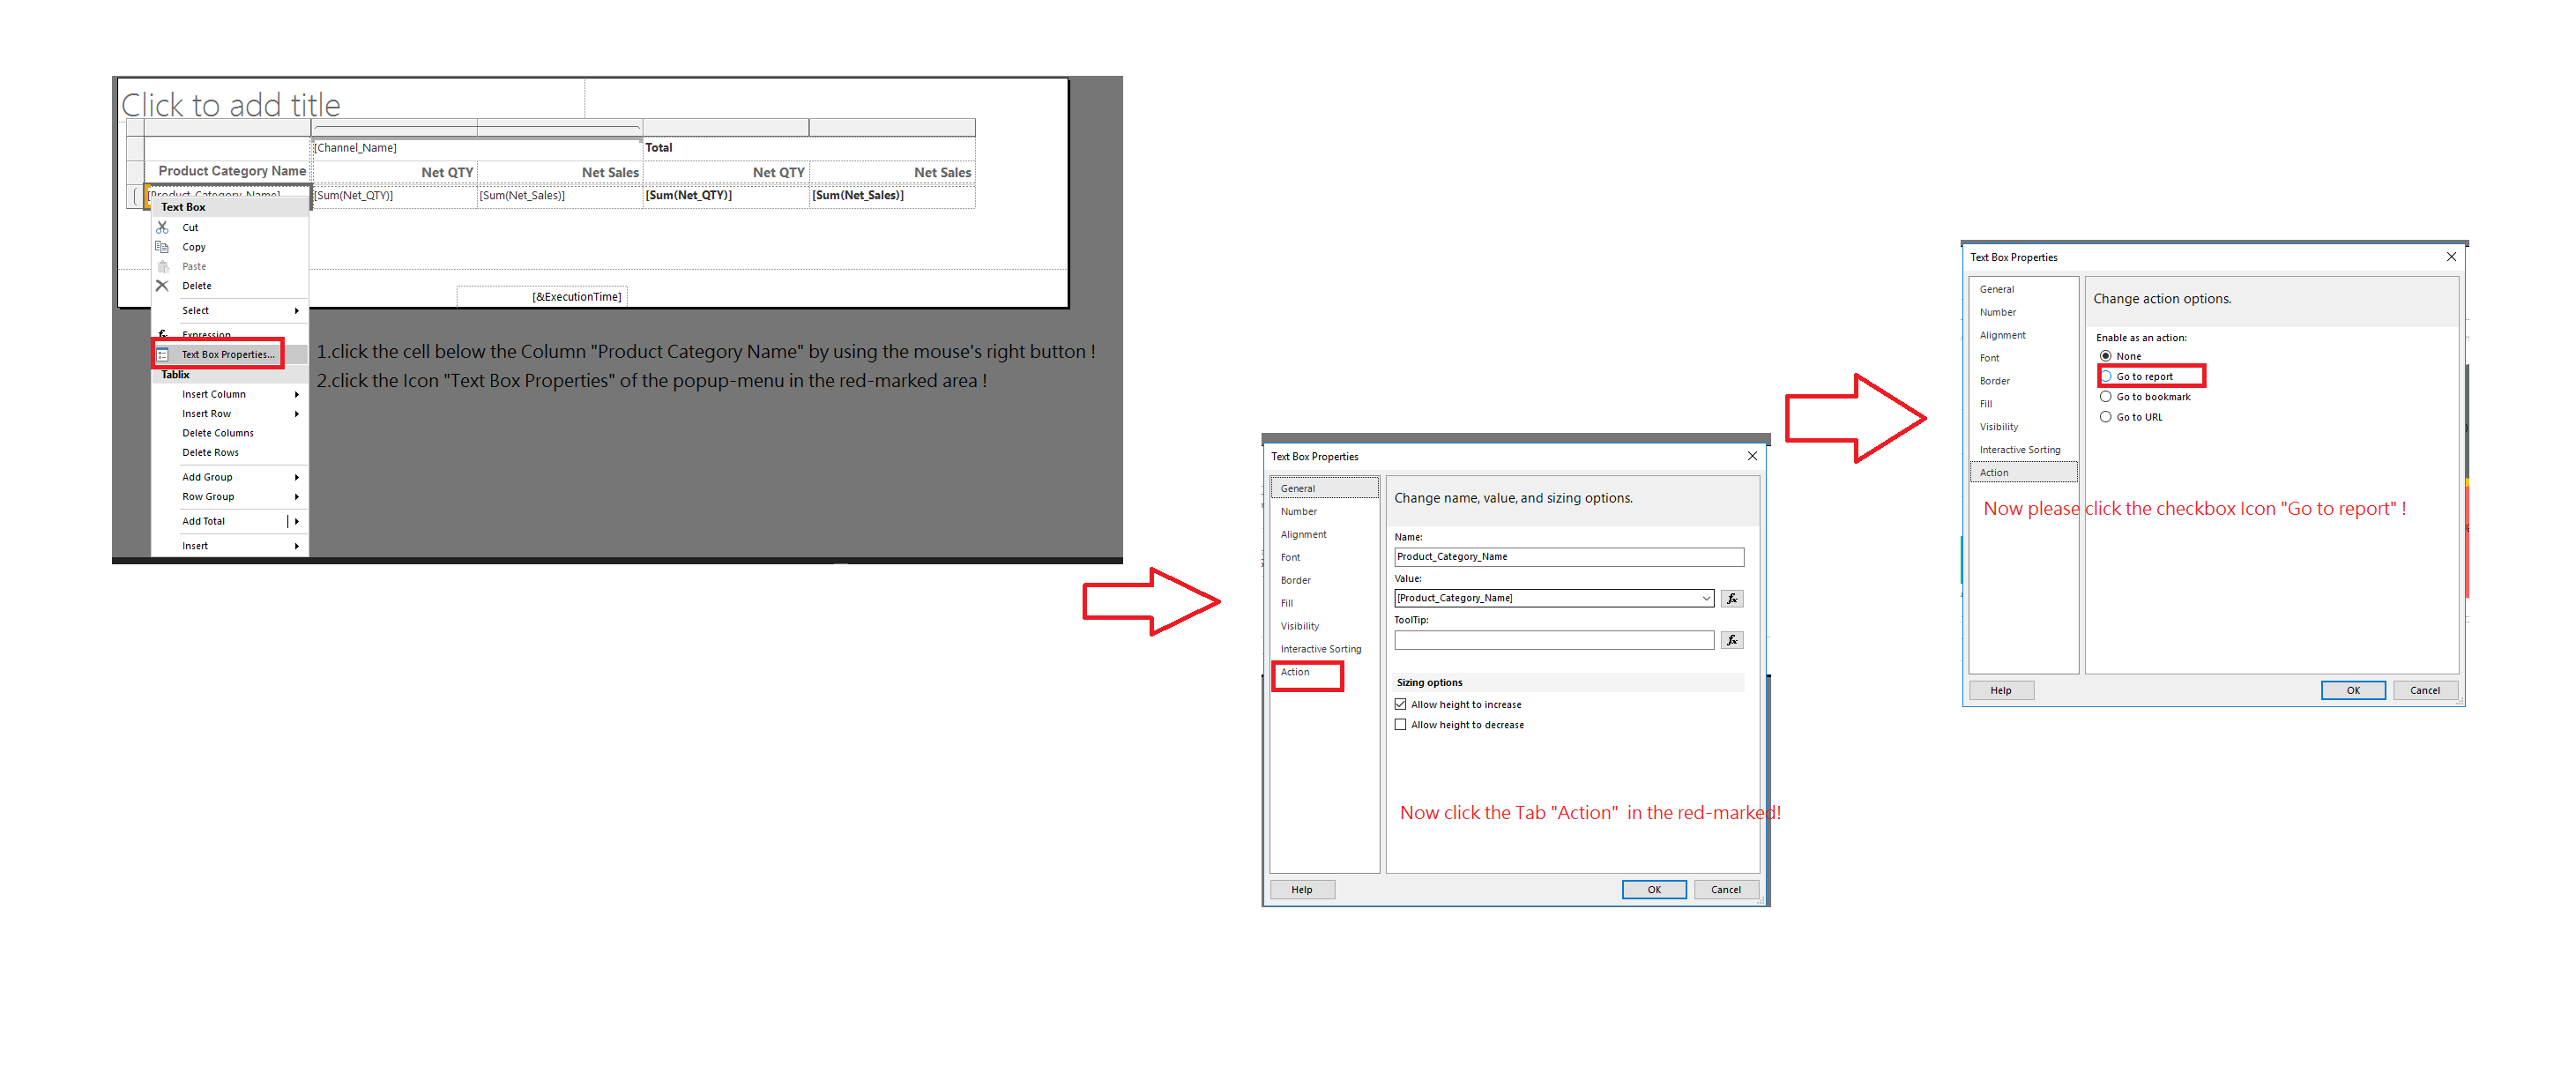 Click to add title
[Channel_Name]
Total
Product Category Name
Net QTY
Net Sales
Net QTY
Net Sales
[Product_Category_Name]
[Sum(Net_QTY)]
[Sum(Net_Sales)]
[Sum(Net_QTY)]
[Sum(Net_Sales)]
Text Box
Cut
Copy
Paste
Delete
Select
fx Expression
Text Box Properties...
Tablix
Insert Column
Insert Row
Delete Columns
Delete Rows
Add Group
Row Group
Add Total
Insert
[&ExecutionTime]
1.click the cell below the Column "Product Category Name" by using the mouse's right button !
2.click the Icon "Text Box Properties" of the popup-menu in the red-marked area !
Text Box Properties
General
Number
Alignment
Font
Border
Fill
Visibility
Interactive Sorting
Action
Change name, value, and sizing options.
Name:
Product_Category_Name
Value:
[Product_Category_Name]
fx
ToolTip:
fx
Sizing options
Allow height to increase
Allow height to decrease
Now click the Tab "Action"  in the red-marked!
Help
OK
Cancel
Text Box Properties
General
Number
Alignment
Font
Border
Fill
Visibility
Interactive Sorting
Action
Change action options.
Enable as an action:
None
Go to report
Go to bookmark
Go to URL
Now please click the checkbox Icon "Go to report" !
Help
OK
Cancel